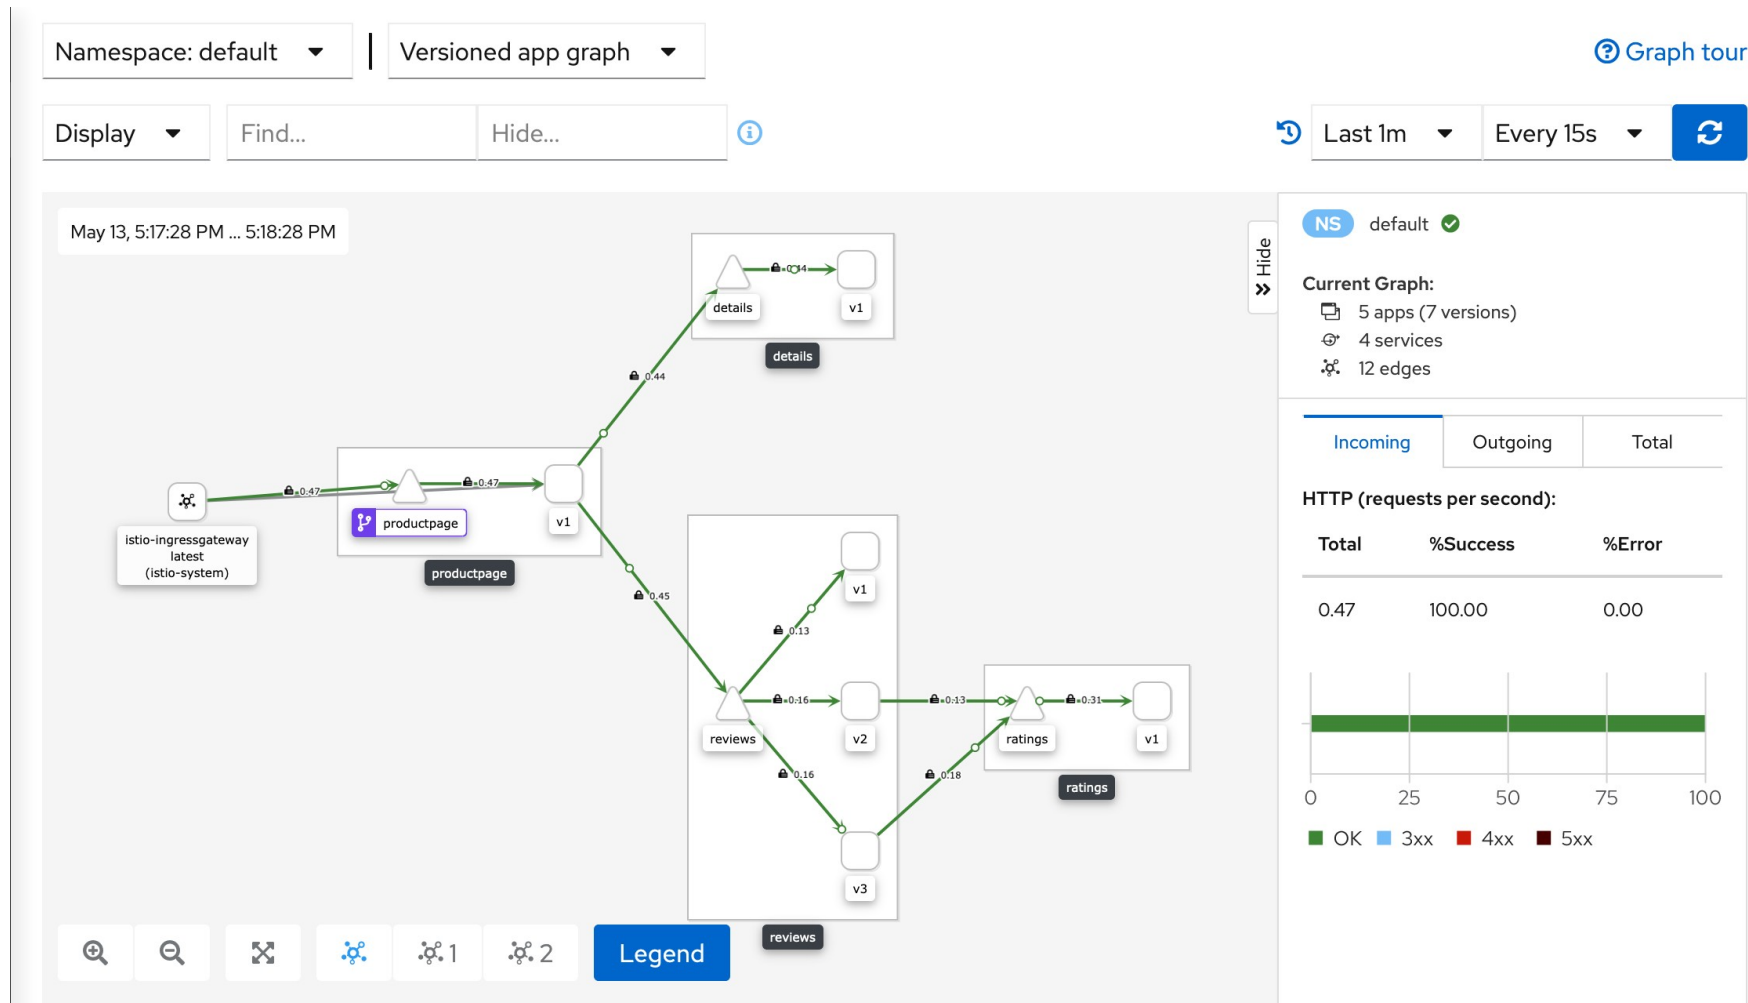 Namespace: default
Versioned app graph
Graph tour
Display
Find...
Hide...
Last 1m
Every 15s
May 13, 5:17:28 PM ... 5:18:28 PM
Hide
NS default
Current Graph:
5 apps (7 versions)
4 services
12 edges
Incoming
Outgoing
Total
HTTP (requests per second):
Total %Success %Error
0.47 100.00 0.00
0 25 50 75 100
OK 3xx 4xx 5xx
details
v1
details
0.44
0.47
0.47
istio-ingressgateway
latest
(istio-system)
productpage
v1
productpage
0.45
v1
0.13
0.16
0.13
0.31
reviews
v2
ratings
v1
0.16
0.18
ratings
v3
reviews
1
2
Legend